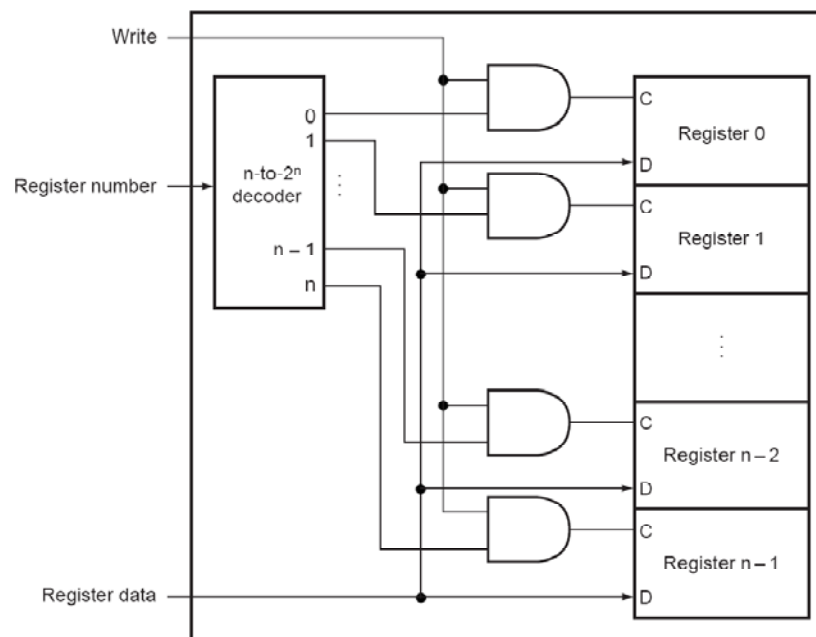 Write
C
0
Register 0
1
n-to-2ⁿ
decoder
⋮
D
Register number
C
Register 1
n – 1
D
n
⋮
C
Register n – 2
D
C
Register n – 1
Register data
D